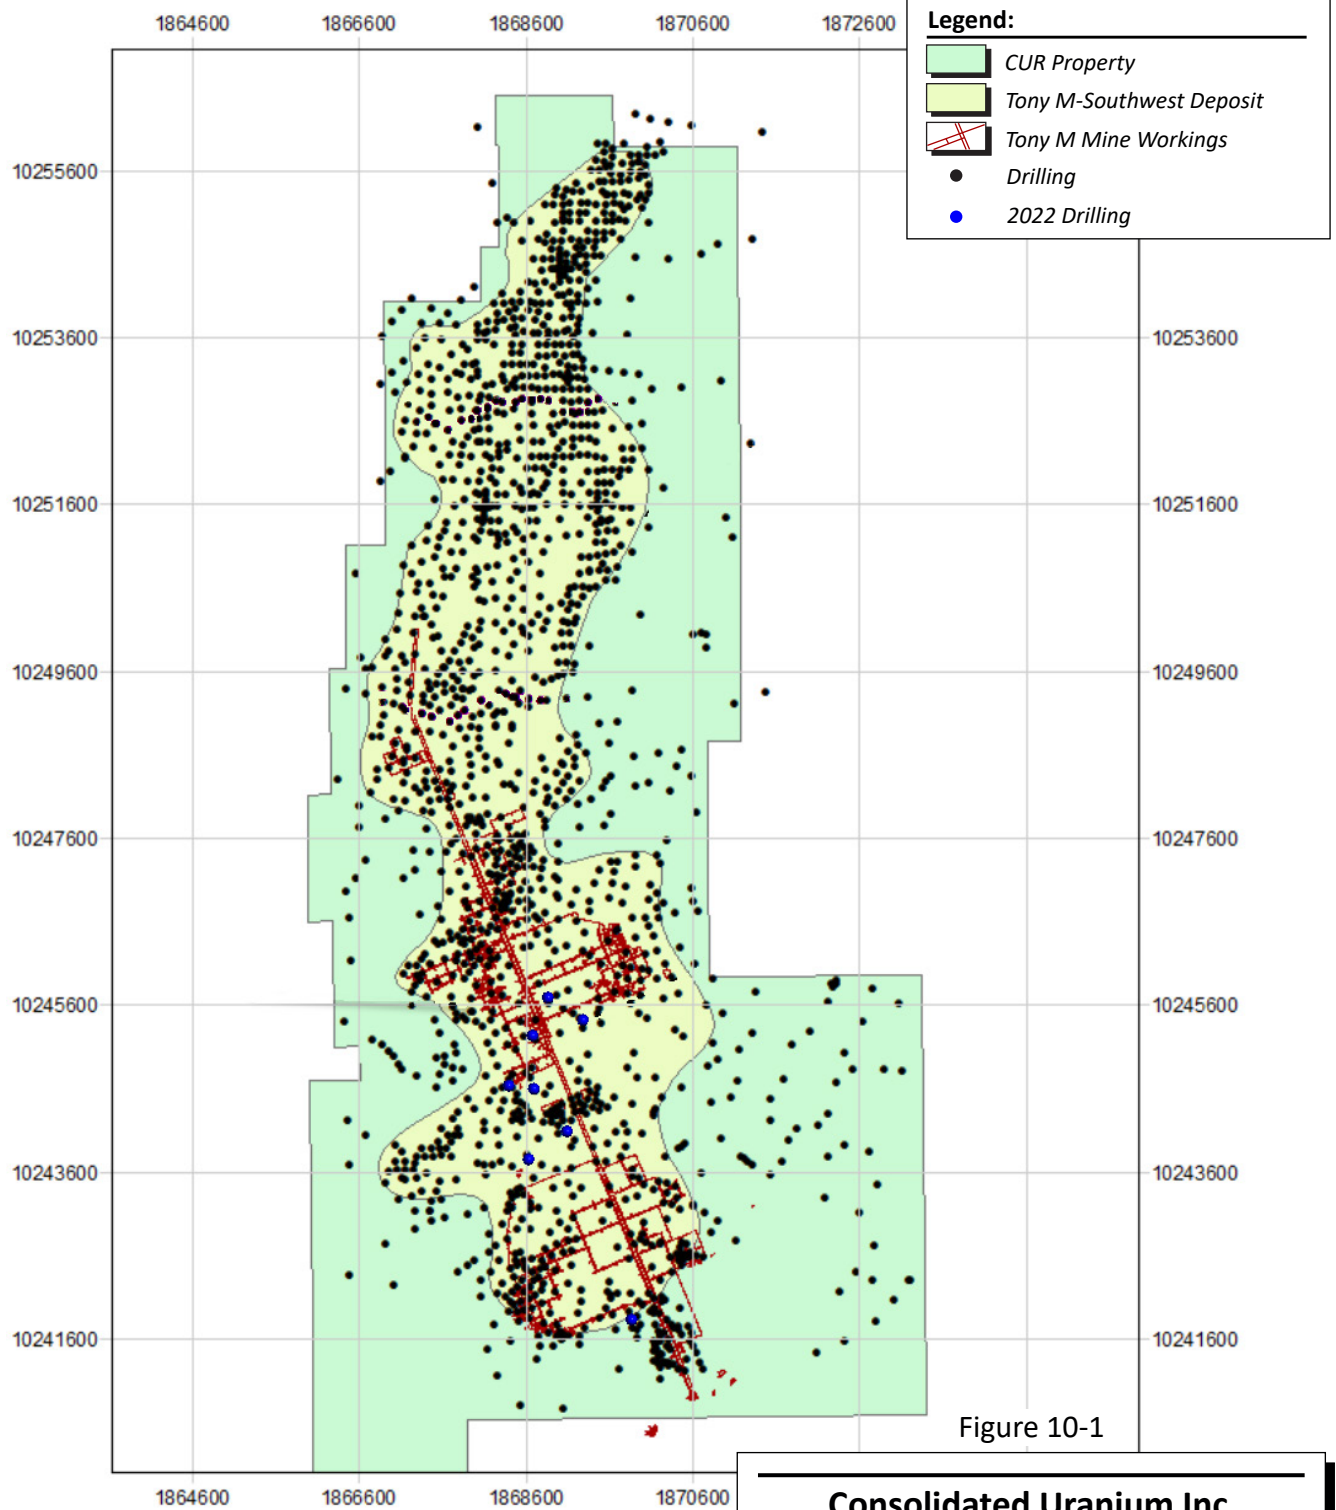 1864600 1866600 1868600 1870600 1872600
Legend:
CUR Property
Tony M-Southwest Deposit
Tony M Mine Workings
Drilling
2022 Drilling
10255600
10253600 10253600
10251600 10251600
10249600 10249600
10247600 10247600
10245600 10245600
10243600 10243600
10241600 10241600
Figure 10-1
1864600 1866600 1868600 1870600
Consolidated Uranium Inc